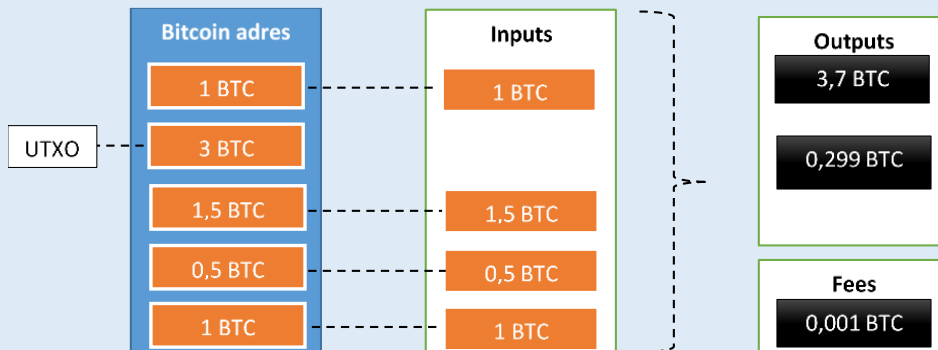 Bitcoin adres
1 BTC
UTXO
3 BTC
1,5 BTC
0,5 BTC
1 BTC
Inputs
1 BTC
1,5 BTC
0,5 BTC
1 BTC
Outputs
3,7 BTC
0,299 BTC
Fees
0,001 BTC